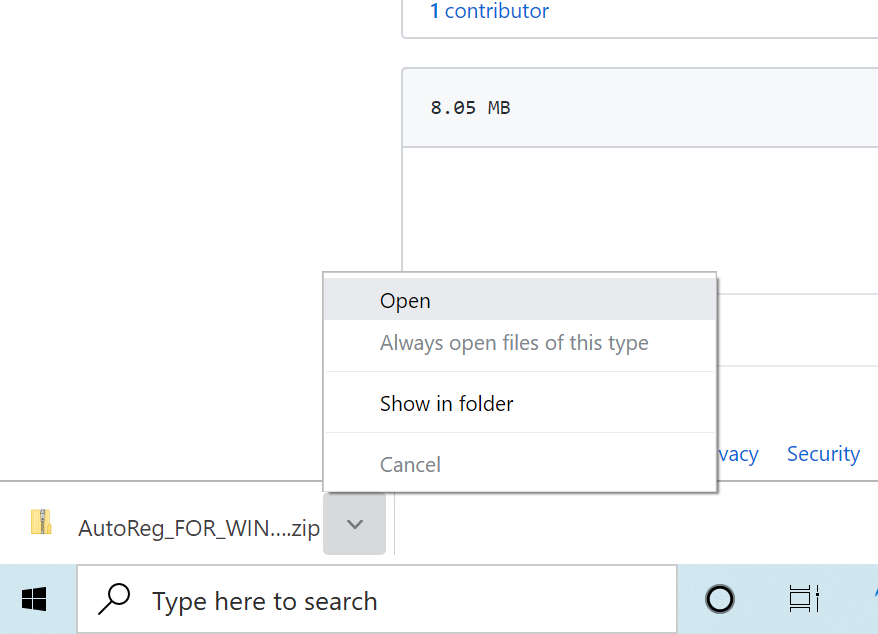 1 contributor
8.05 MB
Open
Always open files of this type
Show in folder
Cancel
vacy Security
AutoReg_FOR_WIN....zip
Type here to search